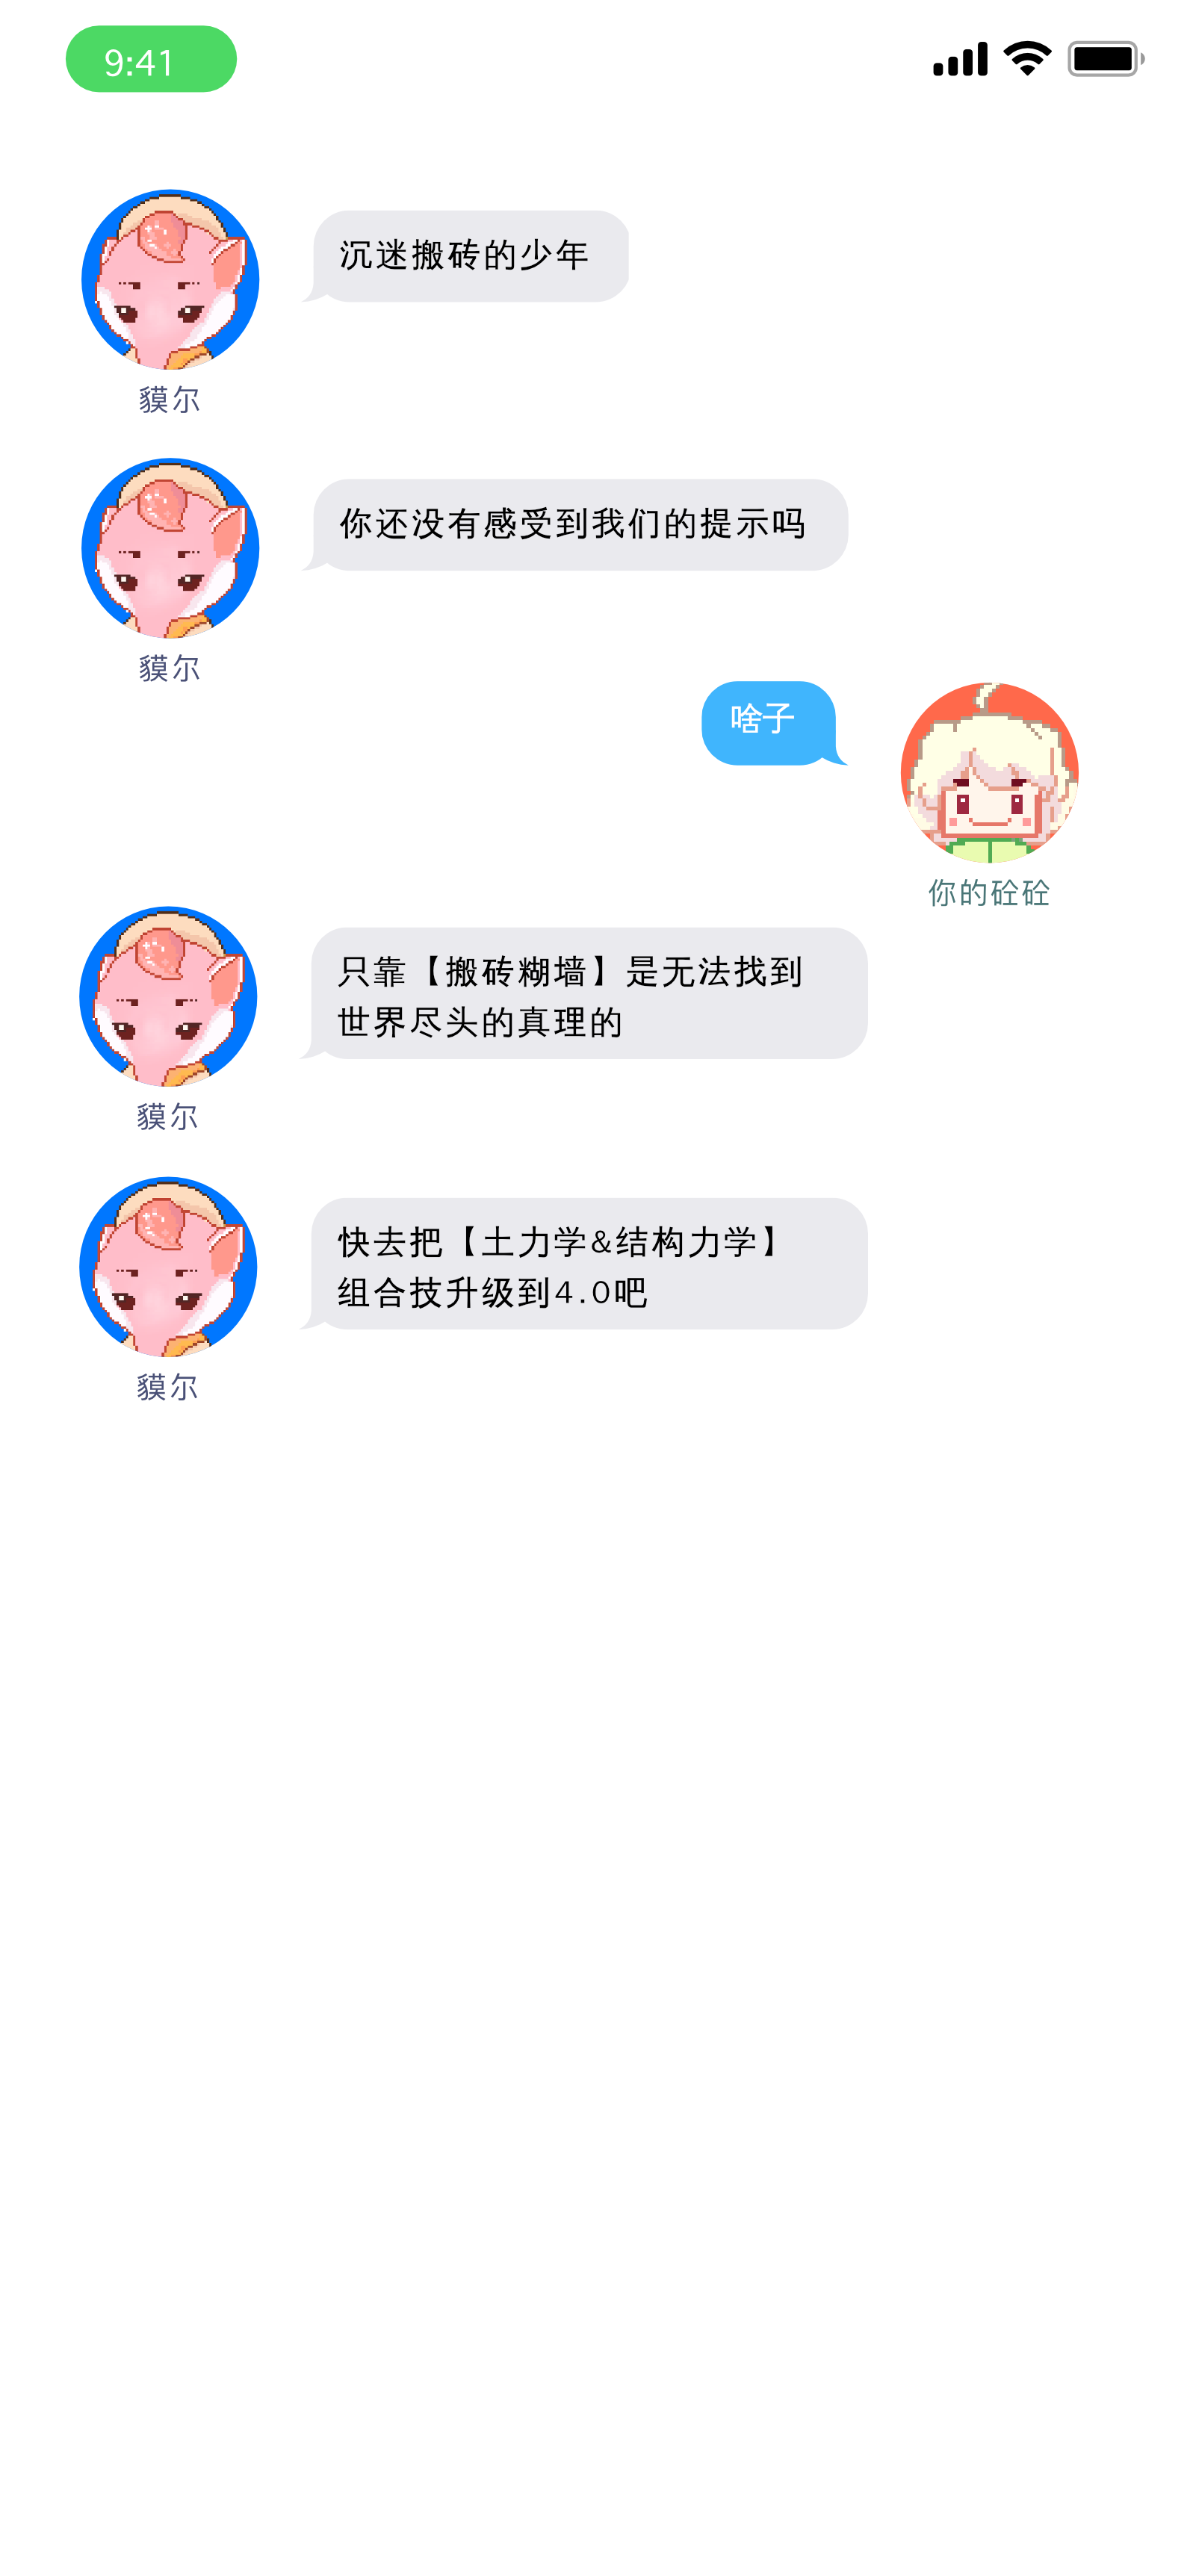 9:41
沉迷搬砖的少年
貘尔
你还没有感受到我们的提示吗
貘尔
啥子
你的砼砼
只靠【搬砖糊墙】是无法找到
世界尽头的真理的
貘尔
快去把【土力学&结构力学】
组合技升级到4.0吧
貘尔